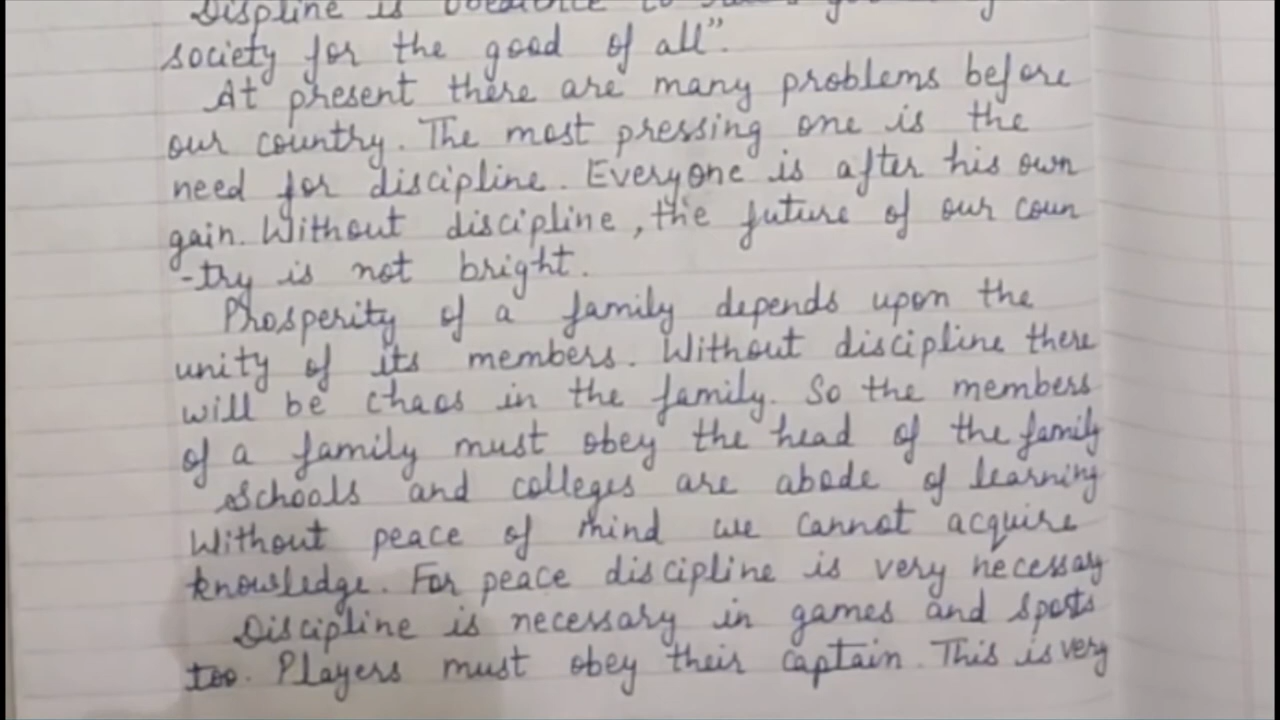 Displine is obedience to
society for the good of all".
At present there are many problems before
our country. The most pressing one is the
need for discipline. Everyone is after his own
gain. Without discipline, the future of our coun
-try is not bright.
Prosperity of a family depends upon the
unity of its members. Without discipline there
will be chaos in the family. So the members
of a family must obey the head of the family
Schools and colleges are abode of learning
Without peace of mind we cannot acquire
knowledge. For peace discipline is very necessary
Discipline is necessary in games and sports
too. Players must obey their captain. This is very